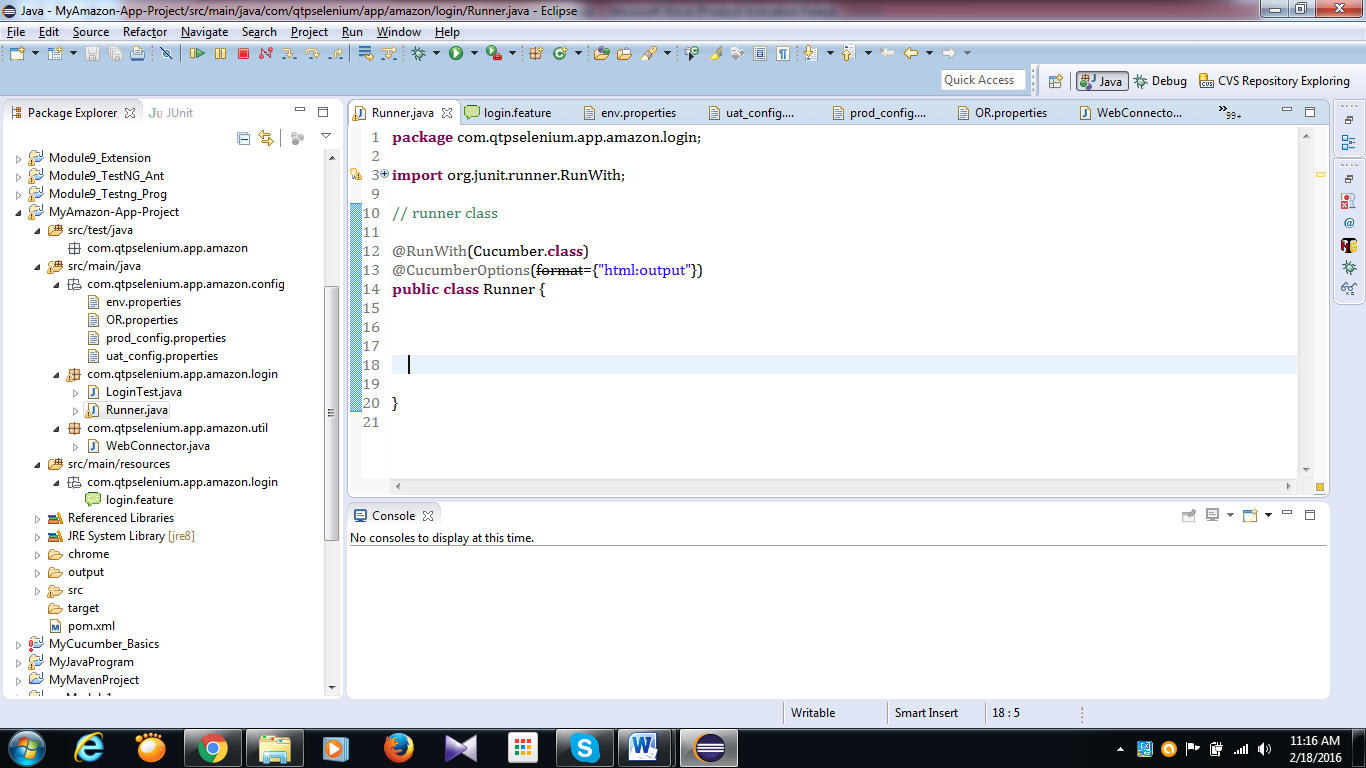 Java - MyAmazon-App-Project/src/main/java/com/qtpselenium/app/amazon/login/Runner.java - Eclipse
File Edit Source Refactor Navigate Search Project Run Window Help
Quick Access Java Debug CVS Repository Exploring
Package Explorer JUnit
Module9_Extension
Module9_TestNG_Ant
Module9_Testng_Prog
MyAmazon-App-Project
src/test/java
com.qtpselenium.app.amazon
src/main/java
com.qtpselenium.app.amazon.config
env.properties
OR.properties
prod_config.properties
uat_config.properties
com.qtpselenium.app.amazon.login
LoginTest.java
Runner.java
com.qtpselenium.app.amazon.util
WebConnector.java
src/main/resources
com.qtpselenium.app.amazon.login
login.feature
Referenced Libraries
JRE System Library [jre8]
chrome
output
src
target
pom.xml
MyCucumber_Basics
MyJavaProgram
MyMavenProject
Runner.java login.feature env.properties uat_config.... prod_config.... OR.properties WebConnecto... 99+
1 package com.qtpselenium.app.amazon.login;
2
3 import org.junit.runner.RunWith;
9
10 // runner class
11
12 @RunWith(Cucumber.class)
13 @CucumberOptions(format={"html:output"})
14 public class Runner {
15
16
17
18
19
20 }
21
Console
No consoles to display at this time.
Writable Smart Insert 18 : 5
11:16 AM
2/18/2016